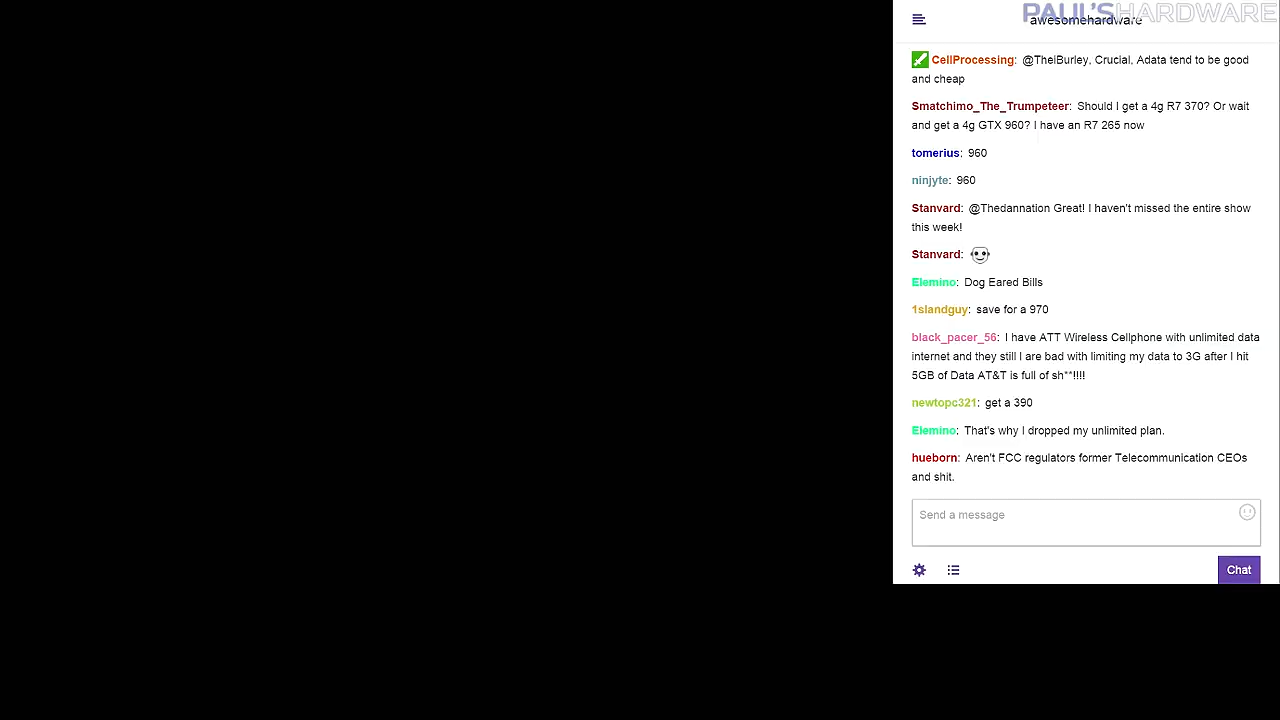 PAUL'SHARDWARE
awesomehardware
CellProcessing: @TheiBurley, Crucial, Adata tend to be good
and cheap
Smatchimo_The_Trumpeteer: Should I get a 4g R7 370? Or wait
and get a 4g GTX 960? I have an R7 265 now
tomerius: 960
ninjyte: 960
Stanvard: @Thedannation Great! I haven't missed the entire show
this week!
Stanvard:
Elemino: Dog Eared Bills
1slandguy: save for a 970
black_pacer_56: I have ATT Wireless Cellphone with unlimited data
internet and they still I are bad with limiting my data to 3G after I hit
5GB of Data AT&T is full of sh**!!!!
newtopc321: get a 390
Elemino: That's why I dropped my unlimited plan.
hueborn: Aren't FCC regulators former Telecommunication CEOs
and shit.
Send a message
Chat